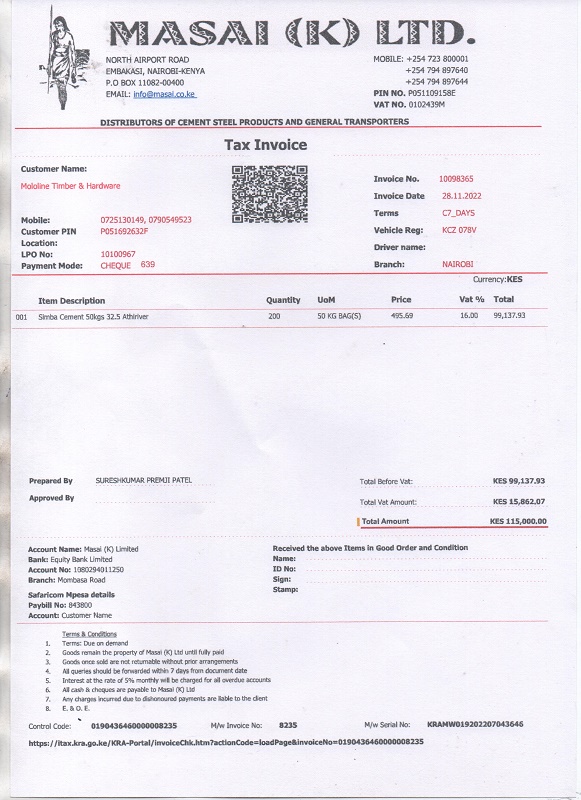 MASAI (K) LTD.
NORTH AIRPORT ROAD
EMBAKASI, NAIROBI-KENYA
P.O BOX 11082-00400
EMAIL: info@masai.co.ke
MOBILE: +254 723 800001
+254 794 897640
+254 794 897644
PIN NO. P051109158E
VAT NO. 0102439M
DISTRIBUTORS OF CEMENT STEEL PRODUCTS AND GENERAL TRANSPORTERS
Tax Invoice
Customer Name:
Mololine Timber & Hardware
Mobile: 0725130149, 0790549523
Customer PIN P051692632F
Location:
LPO No: 10100967
Payment Mode: CHEQUE 639
Invoice No. 10098365
Invoice Date 28.11.2022
Terms C7_DAYS
Vehicle Reg: KCZ 078V
Driver name:
Branch: NAIROBI
Currency:KES
Item Description Quantity UoM Price Vat % Total
001 Simba Cement 50kgs 32.5 Athiriver 200 50 KG BAG(S) 495.69 16.00 99,137.93
Prepared By SURESHKUMAR PREMJI PATEL
Approved By
Total Before Vat: KES 99,137.93
Total Vat Amount: KES 15,862,07
Total Amount KES 115,000.00
Account Name: Masai (K) Limited
Bank: Equity Bank Limited
Account No: 1080294011250
Branch: Mombasa Road
Safaricom Mpesa details
Paybill No: 843800
Account: Customer Name
Received the above Items in Good Order and Condition
Name:
ID No:
Sign:
Stamp:
Terms & Conditions
1. Terms: Due on demand
2. Goods remain the property of Masai (K) Ltd until fully paid
3. Goods once sold are not returnable without prior arrangements
4. All queries should be forwarded within 7 days from document date
5. Interest at the rate of 5% monthly will be charged for all overdue accounts
6. All cash & cheques are payable to Masai (K) Ltd
7. Any charges incurred due to dishonoured payments are liable to the client
8. E. & O. E.
Control Code: 0190436460000008235 M/w Invoice No: 8235 M/w Serial No: KRAMW019202207043646
https://itax.kra.go.ke/KRA-Portal/invoiceChk.htm?actionCode=loadPage&invoiceNo=0190436460000008235